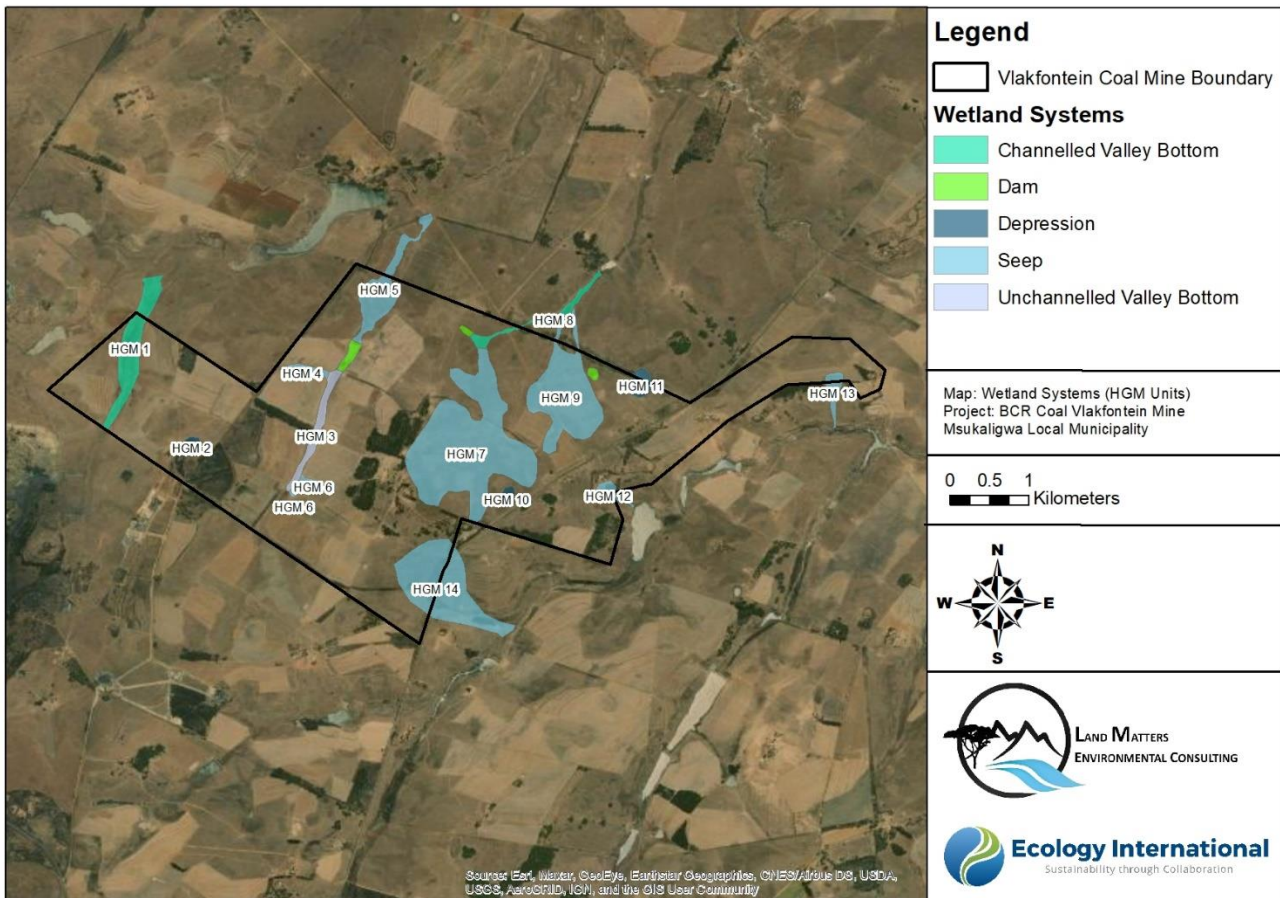 HGM 5
HGM 8
HGM 1
HGM 4
HGM 11
HGM 9
HGM 13
HGM 3
HGM 2
HGM 7
HGM 6
HGM 10
HGM 12
HGM 6
HGM 14
Source: Esri, Maxar, GeoEye, Earthstar Geographics, CNES/Airbus DS, USDA,
USGS, AeroGRID, IGN, and the GIS User Community
Legend
Vlakfontein Coal Mine Boundary
Wetland Systems
Channelled Valley Bottom
Dam
Depression
Seep
Unchannelled Valley Bottom
Map: Wetland Systems (HGM Units)
Project: BCR Coal Vlakfontein Mine
Msukaligwa Local Municipality
0 0.5 1
Kilometers
N
W E
S
LAND MATTERS
ENVIRONMENTAL CONSULTING
Ecology International
Sustainability through Collaboration